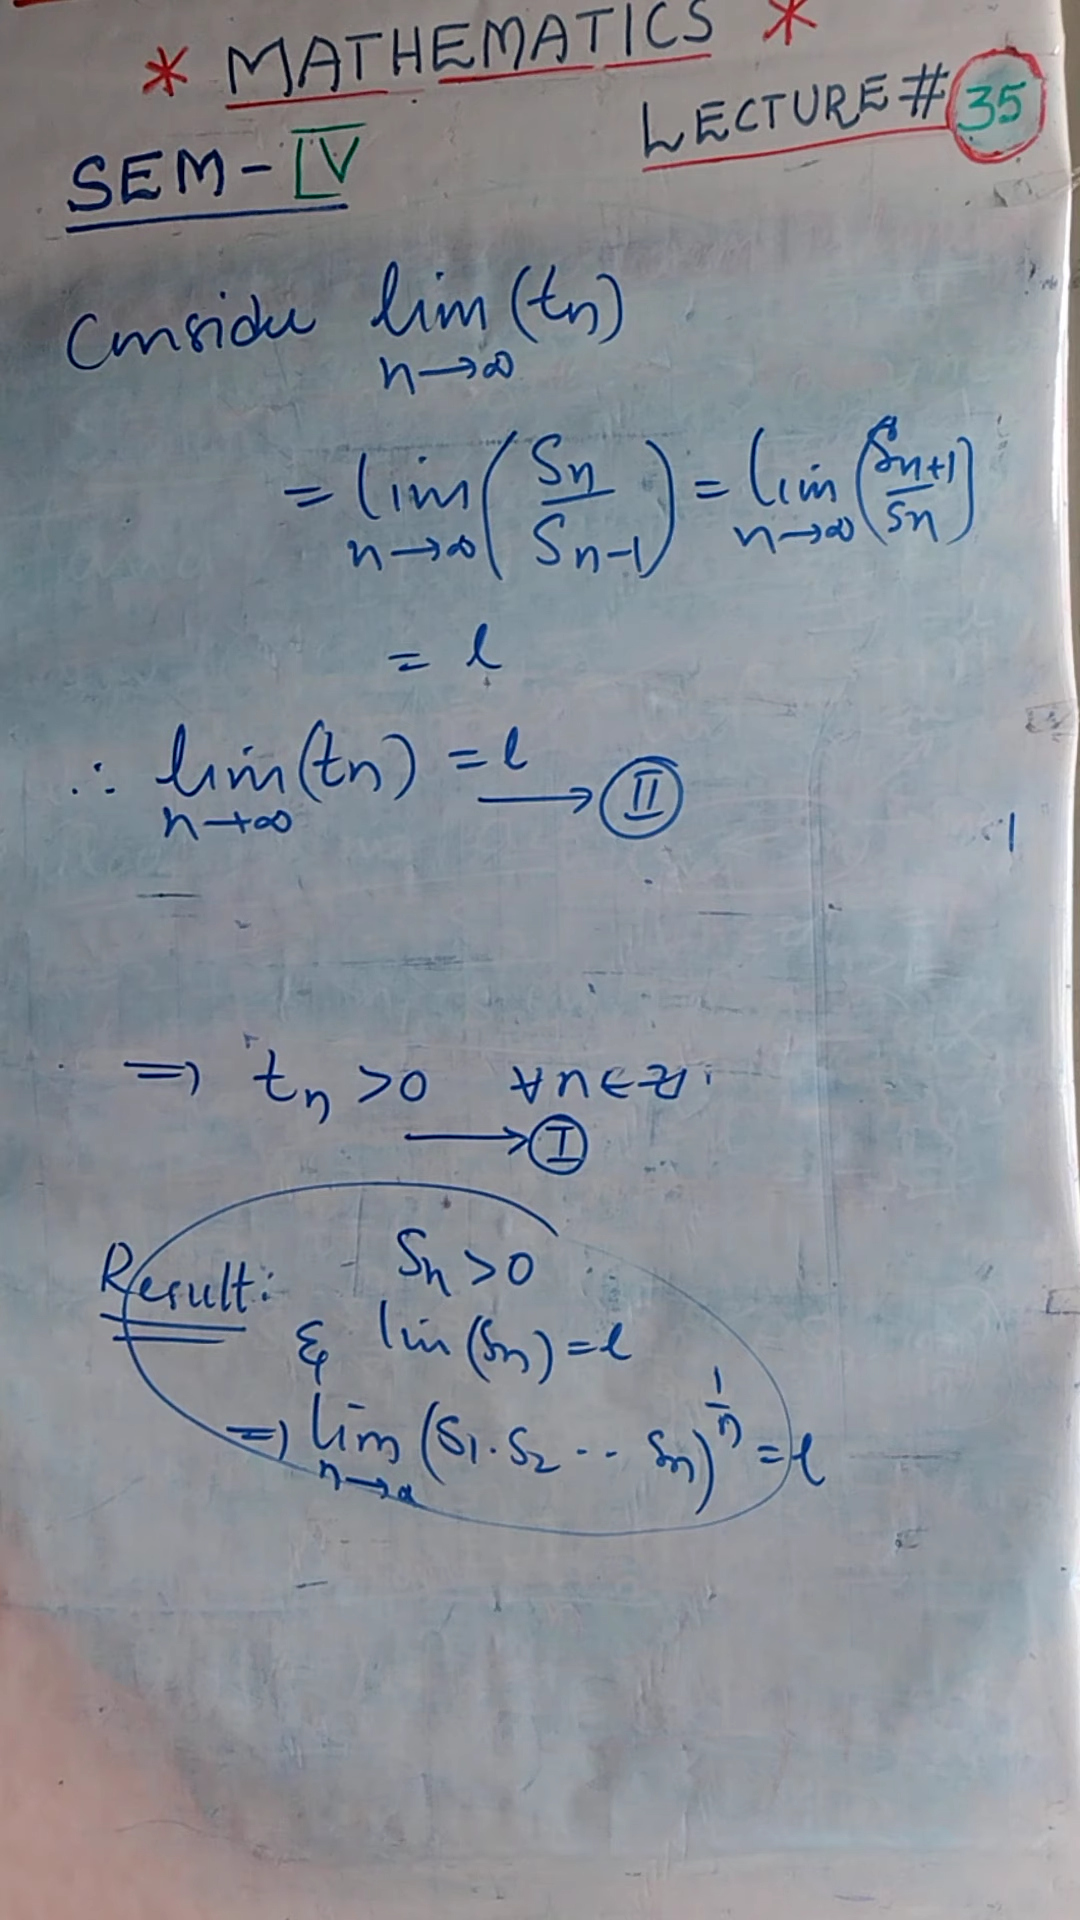 * MATHEMATICS *
LECTURE # 35
SEM-IV
Consider lim (tn)
n→∞
= lim (Sn / Sn-1) = lim (Sn+1 / Sn)
n→∞ n→∞
= l
∴ lim (tn) = l → II
n→∞
⇒ tn > 0 ∀ n ∈ Z
→ I
Sn > 0
Result:
& lim (Sn) = l
⇒ lim (S1 . S2 ... Sn)^1/n = l
n→∞